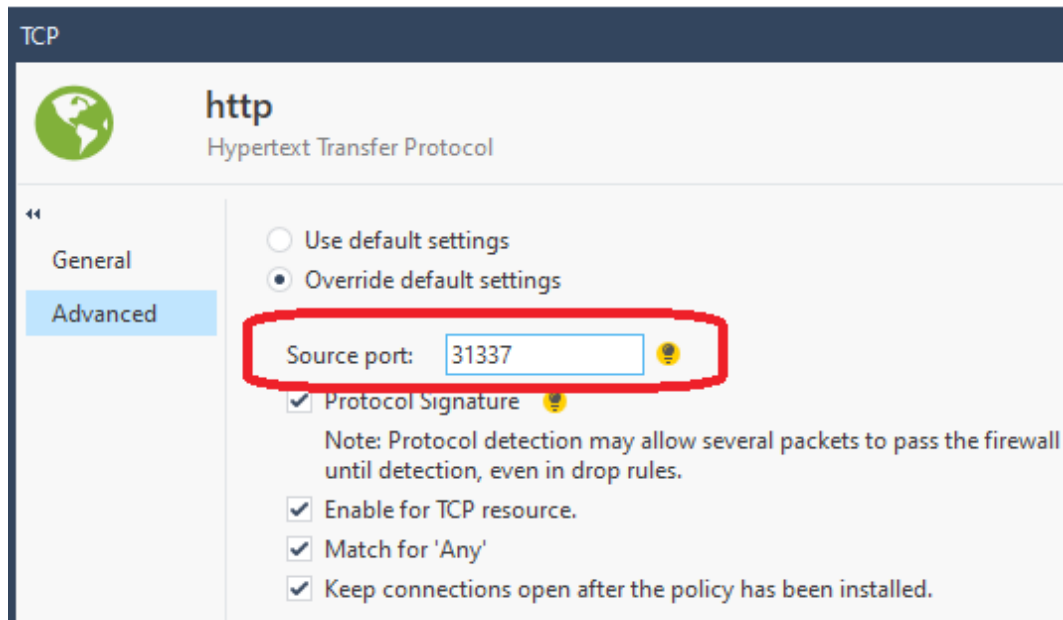 TCP
http
Hypertext Transfer Protocol
General
Advanced
Use default settings
Override default settings
Source port: 31337
Protocol Signature
Note: Protocol detection may allow several packets to pass the firewall
until detection, even in drop rules.
Enable for TCP resource.
Match for 'Any'
Keep connections open after the policy has been installed.